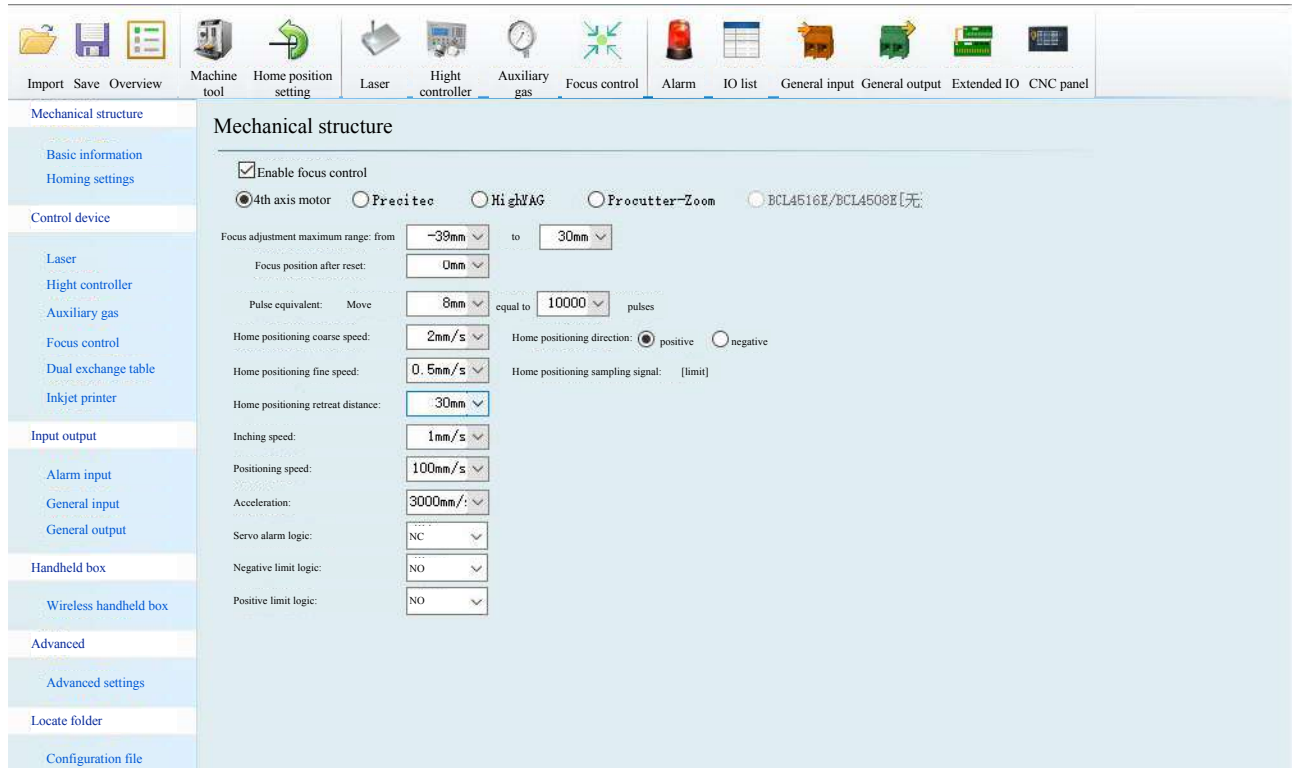 Import Save Overview Machine tool Home position setting Laser Hight controller Auxiliary gas Focus control Alarm IO list General input General output Extended IO CNC panel
Mechanical structure
Basic information
Homing settings
Control device
Laser
Hight controller
Auxiliary gas
Focus control
Dual exchange table
Inkjet printer
Input output
Alarm input
General input
General output
Handheld box
Wireless handheld box
Advanced
Advanced settings
Locate folder
Configuration file
Mechanical structure
Enable focus control
4th axis motor Precitec HighYAG Procutter-Zoom BCL4516E/BCL4508E[无
Focus adjustment maximum range: from -39mm to 30mm
Focus position after reset: 0mm
Pulse equivalent: Move 8mm equal to 10000 pulses
Home positioning coarse speed: 2mm/s Home positioning direction: positive negative
Home positioning fine speed: 0.5mm/s Home positioning sampling signal: [limit]
Home positioning retreat distance: 30mm
Inching speed: 1mm/s
Positioning speed: 100mm/s
Acceleration: 3000mm/
Servo alarm logic: NC
Negative limit logic: NO
Positive limit logic: NO